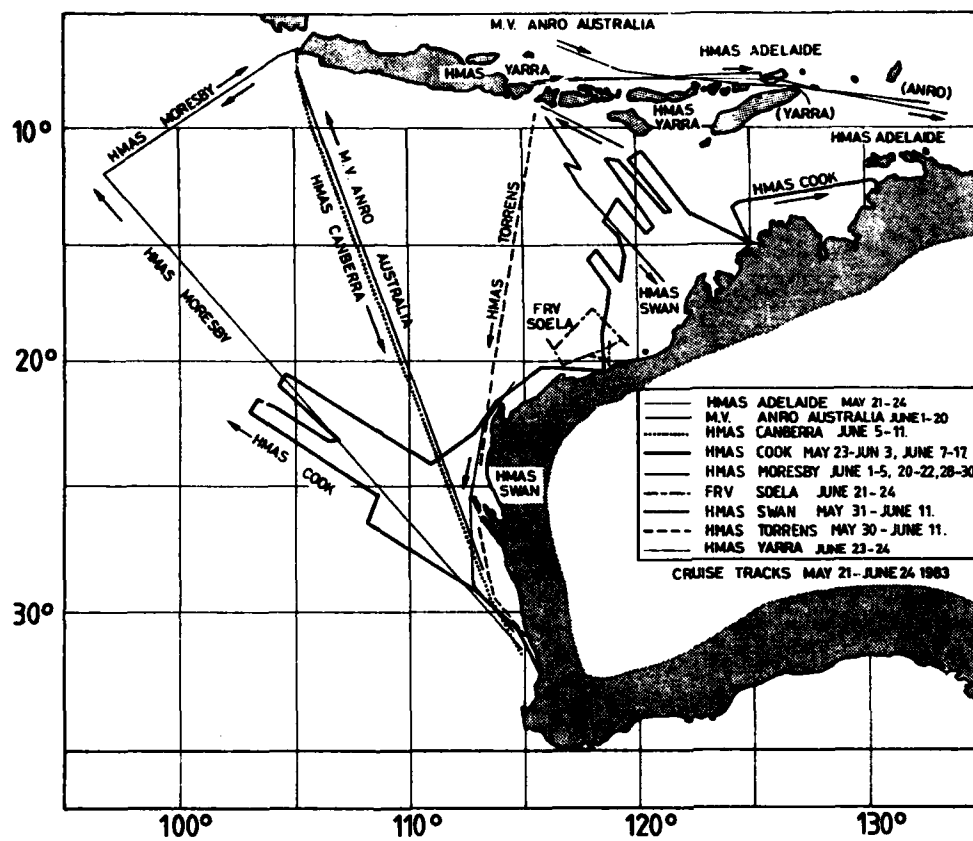 M.V. ANRO AUSTRALIA
HMAS ADELAIDE
HMAS YARRA
(ANRO)
HMAS YARRA
(YARRA)
HMAS MORESBY
10°
HMAS ADELAIDE
HMAS COOK
M.V. ANRO AUSTRALIA
HMAS CANBERRA
HMAS TORRENS
HMAS MORESBY
HMAS SWAN
FRV SOELA
20°
HMAS COOK
HMAS SWAN
HMAS ADELAIDE MAY 21-24
M.V. ANRO AUSTRALIA JUNE 1-20
HMAS CANBERRA JUNE 5-11.
HMAS COOK MAY 23-JUN 3, JUNE 7-17
HMAS MORESBY JUNE 1-5, 20-22, 28-30
FRV SOELA JUNE 21-24
HMAS SWAN MAY 31 - JUNE 11.
HMAS TORRENS MAY 30 - JUNE 11.
HMAS YARRA JUNE 23-24
CRUISE TRACKS MAY 21-JUNE 24 1983
30°
100° 110° 120° 130°